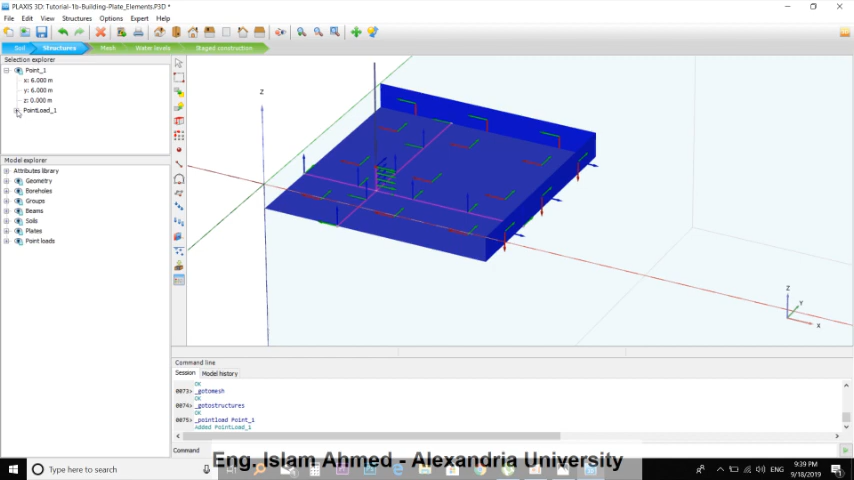 PLAXIS 3D: Tutorial-1b-Building-Plate_Elements.P3D *
File Edit View Structures Options Expert Help
Soil Structures Mesh Water levels Staged construction
Selection explorer
Point_1
x: 6.000 m
y: 6.000 m
z: 0.000 m
PointLoad_1
Model explorer
Attributes library
Geometry
Boreholes
Groups
Beams
Soils
Plates
Point loads
Z
Z
Y
X
Command line
Session Model history
OK
0073> _gotomesh
OK
0074> _gotostructures
OK
0075> _pointload Point_1
Added PointLoad_1
Command
Eng. Islam Ahmed - Alexandria University
Type here to search
9:39 PM
9/18/2019